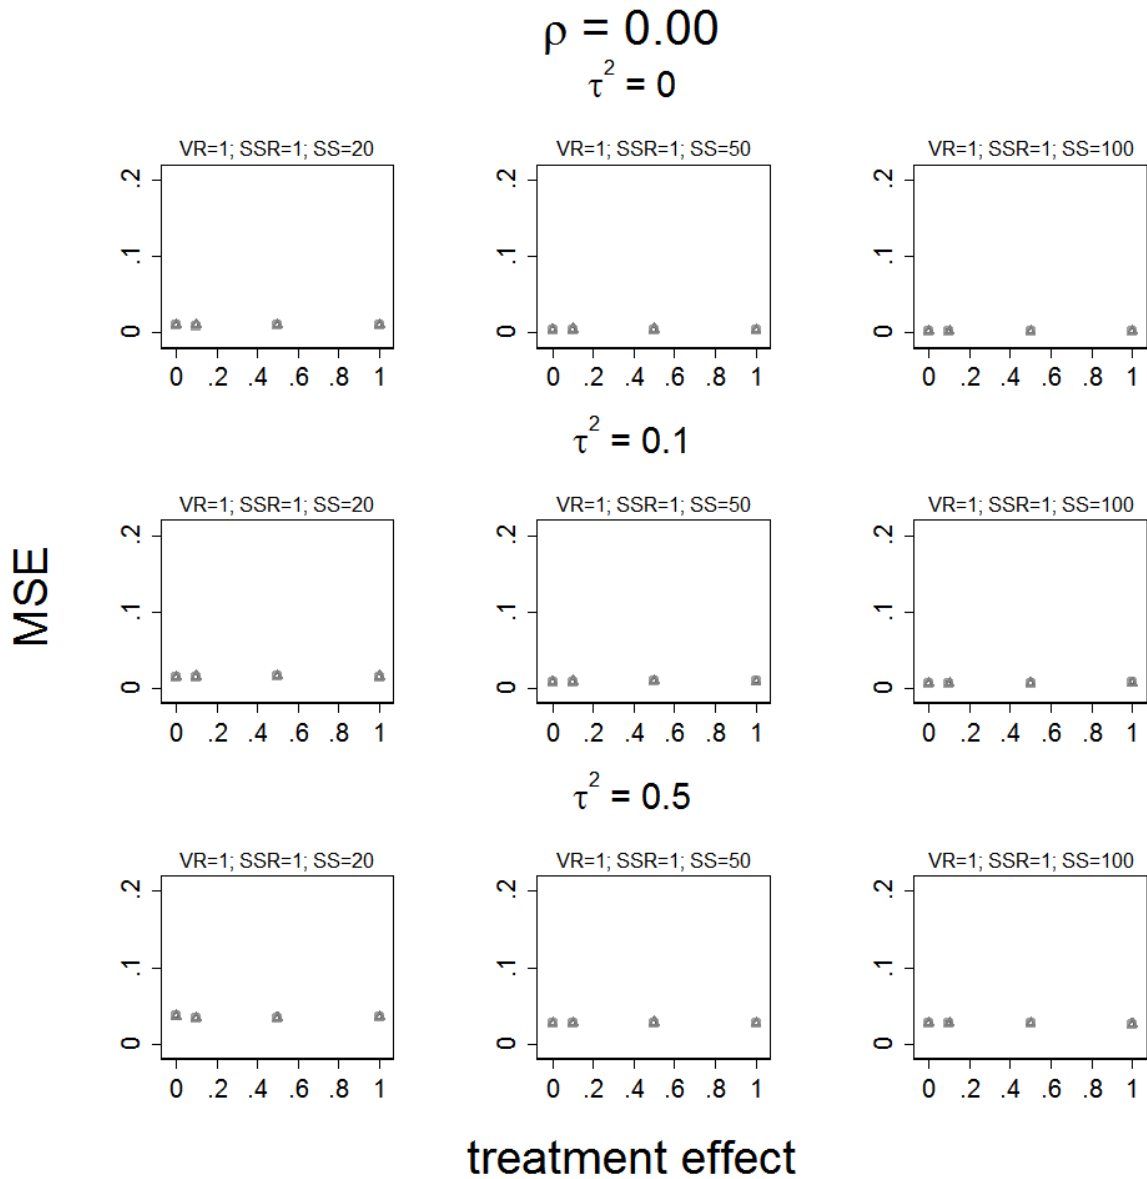 ρ = 0.00
τ² = 0
VR=1; SSR=1; SS=20
VR=1; SSR=1; SS=50
VR=1; SSR=1; SS=100
.2
.1
0
0 .2 .4 .6 .8 1
.2
.1
0
0 .2 .4 .6 .8 1
.2
.1
0
0 .2 .4 .6 .8 1
τ² = 0.1
VR=1; SSR=1; SS=20
VR=1; SSR=1; SS=50
VR=1; SSR=1; SS=100
.2
.1
0
0 .2 .4 .6 .8 1
.2
.1
0
0 .2 .4 .6 .8 1
.2
.1
0
0 .2 .4 .6 .8 1
MSE
τ² = 0.5
VR=1; SSR=1; SS=20
VR=1; SSR=1; SS=50
VR=1; SSR=1; SS=100
.2
.1
0
0 .2 .4 .6 .8 1
.2
.1
0
0 .2 .4 .6 .8 1
.2
.1
0
0 .2 .4 .6 .8 1
treatment effect